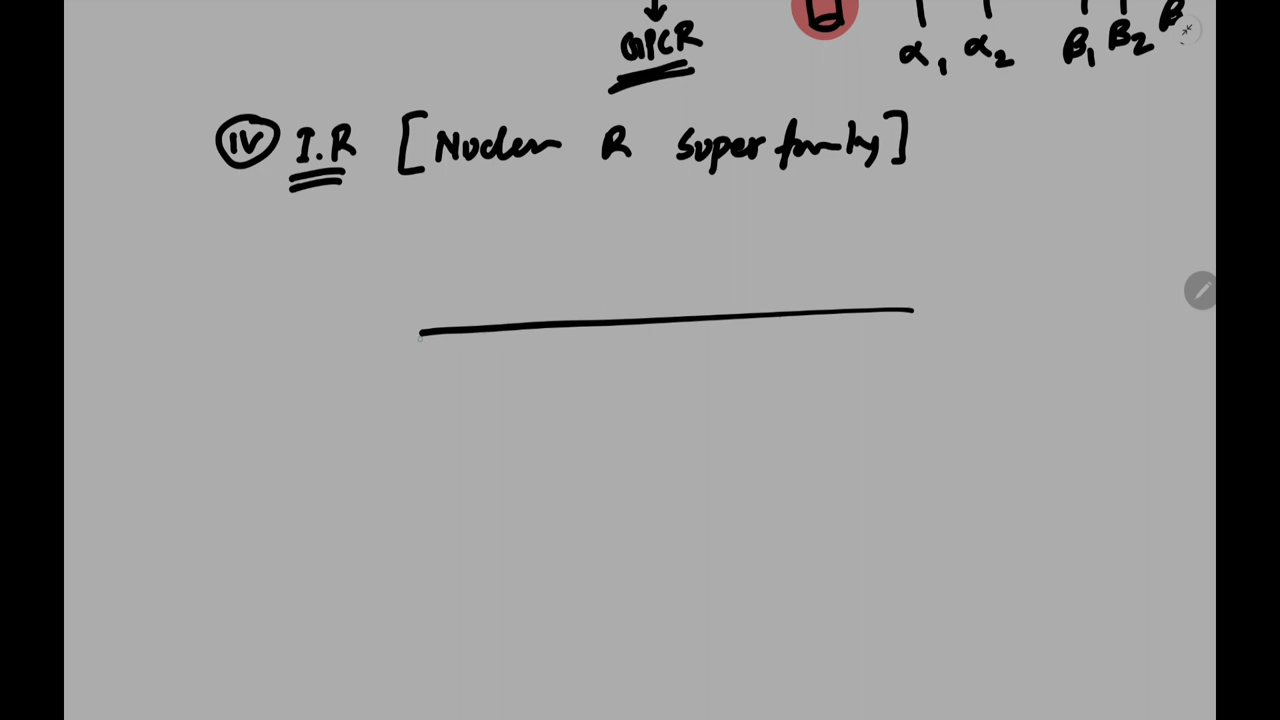 GPCR α1 α2 β1 β2 β
IV I.R [Nuclear R Superfamily]